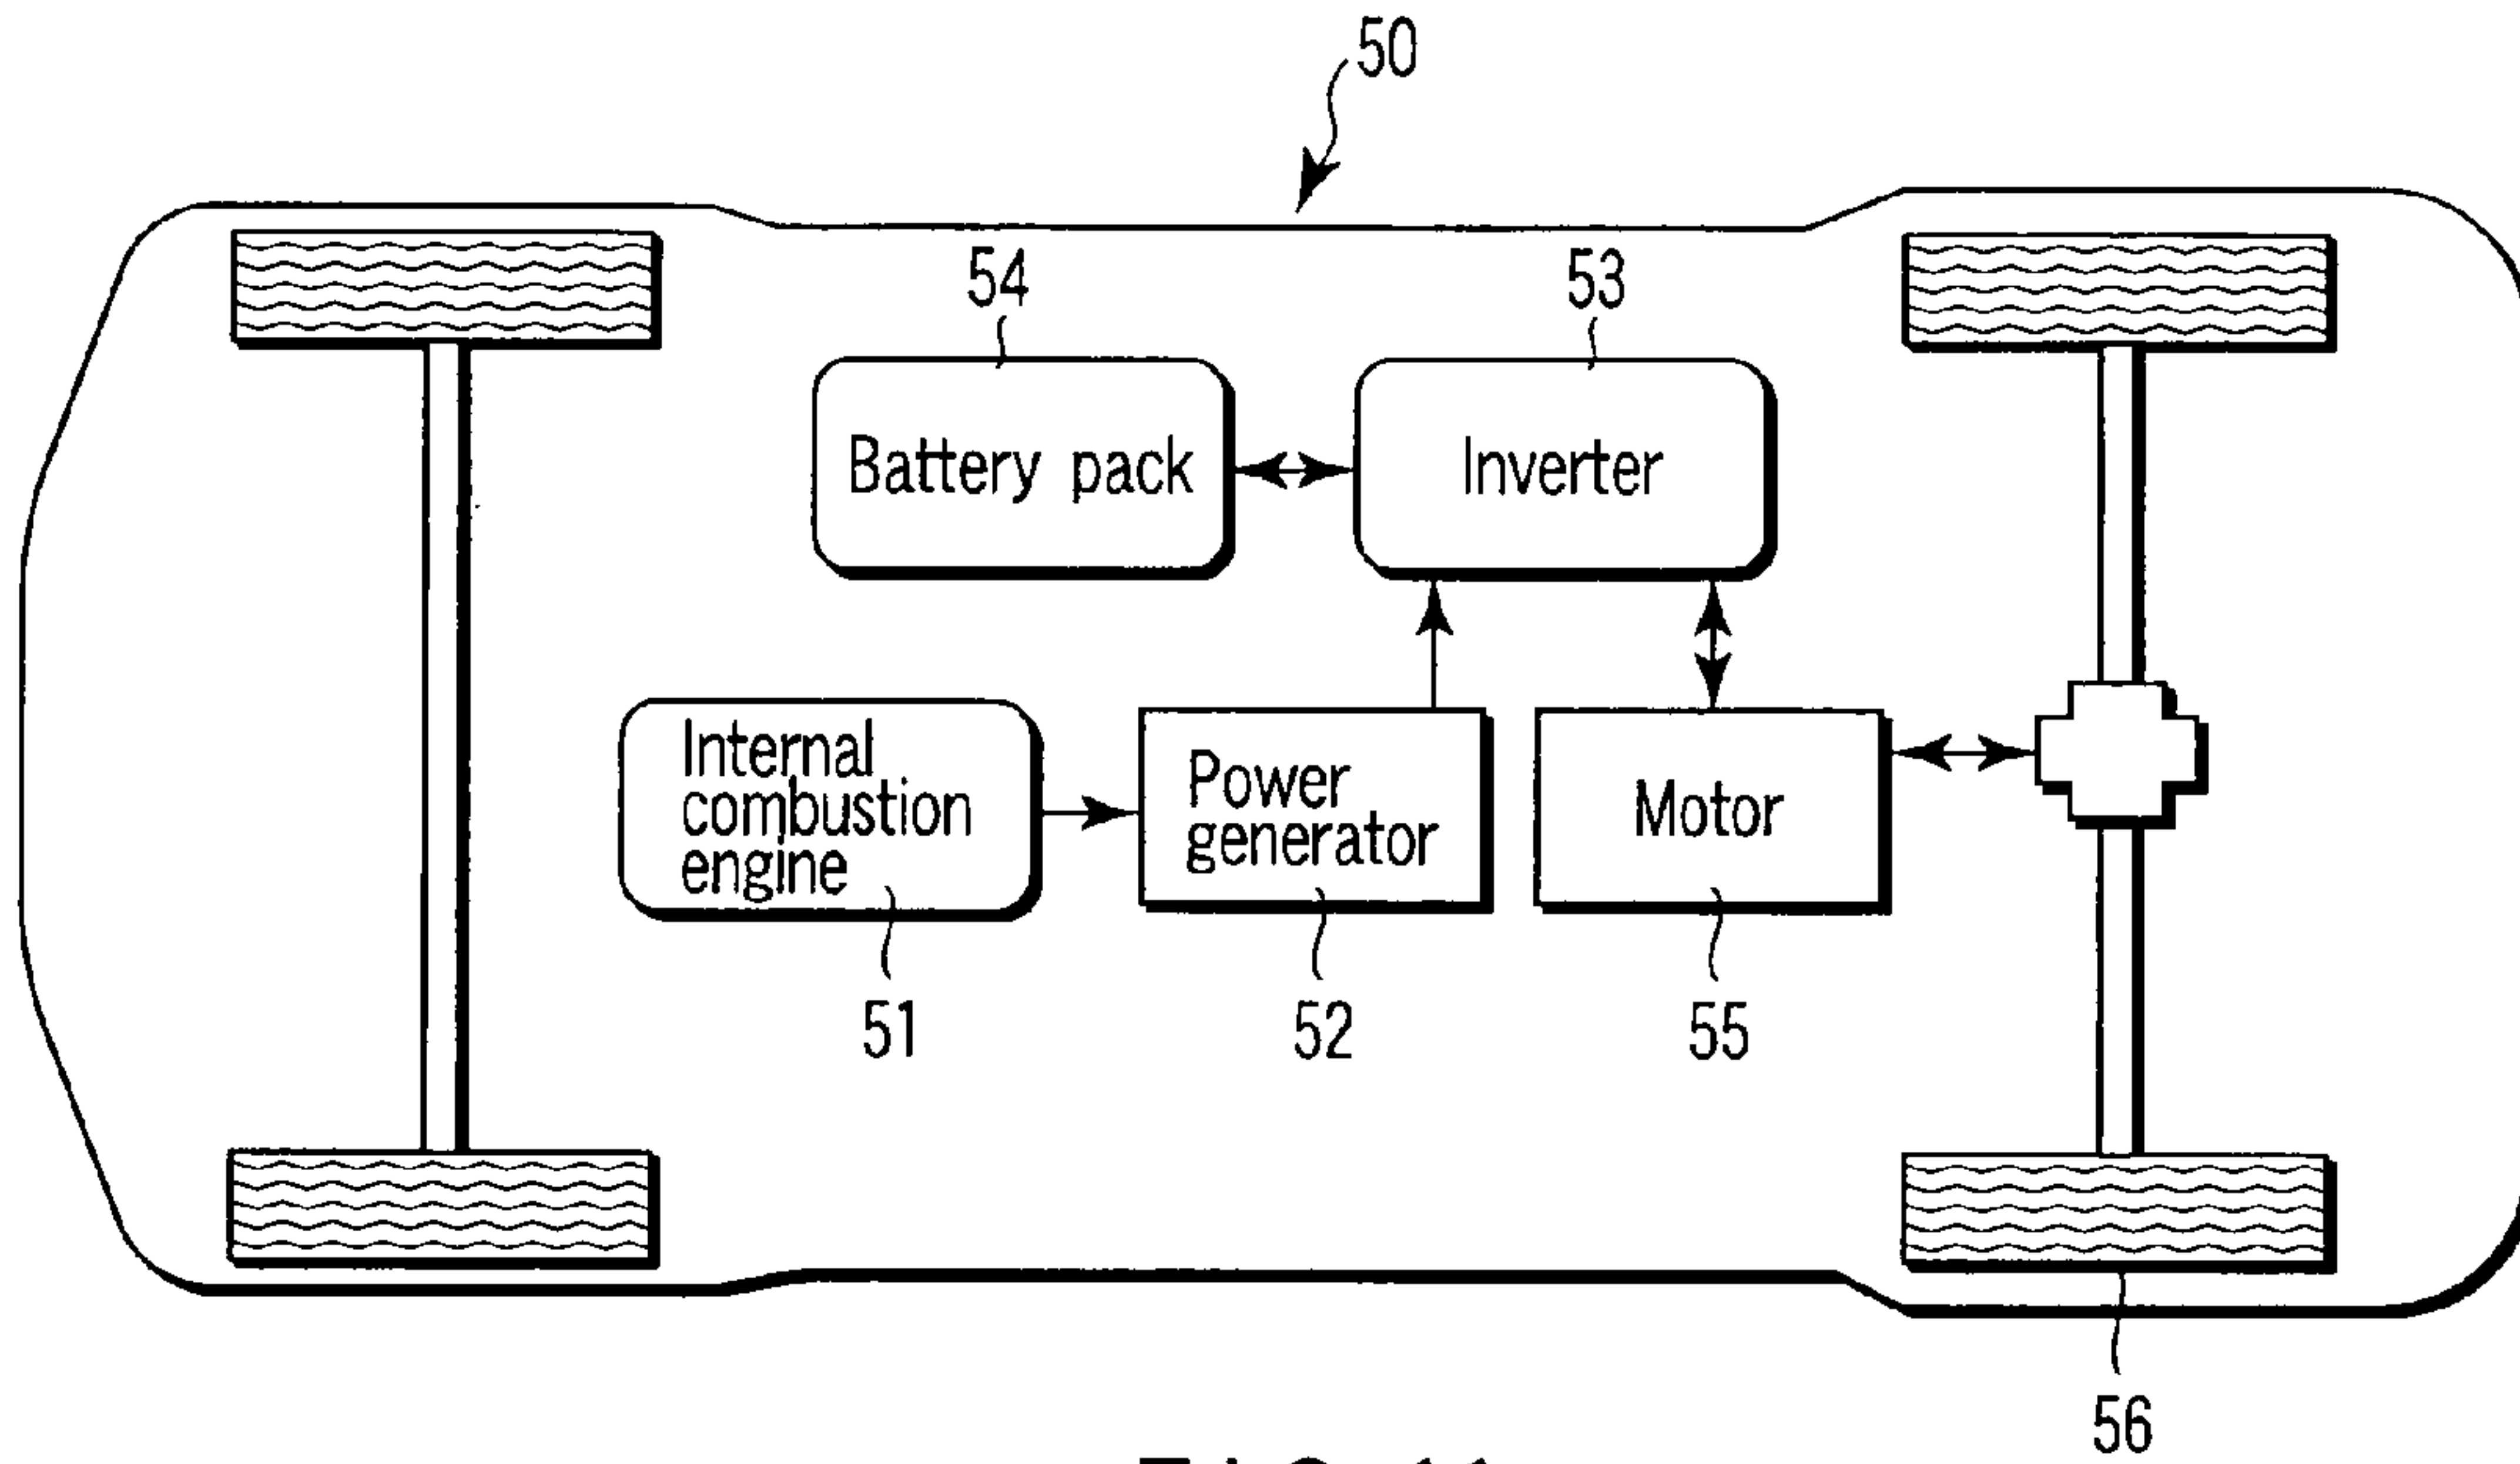 50
54
53
Battery pack
Inverter
Internal
combustion
engine
Power
generator
Motor
51
52
55
56